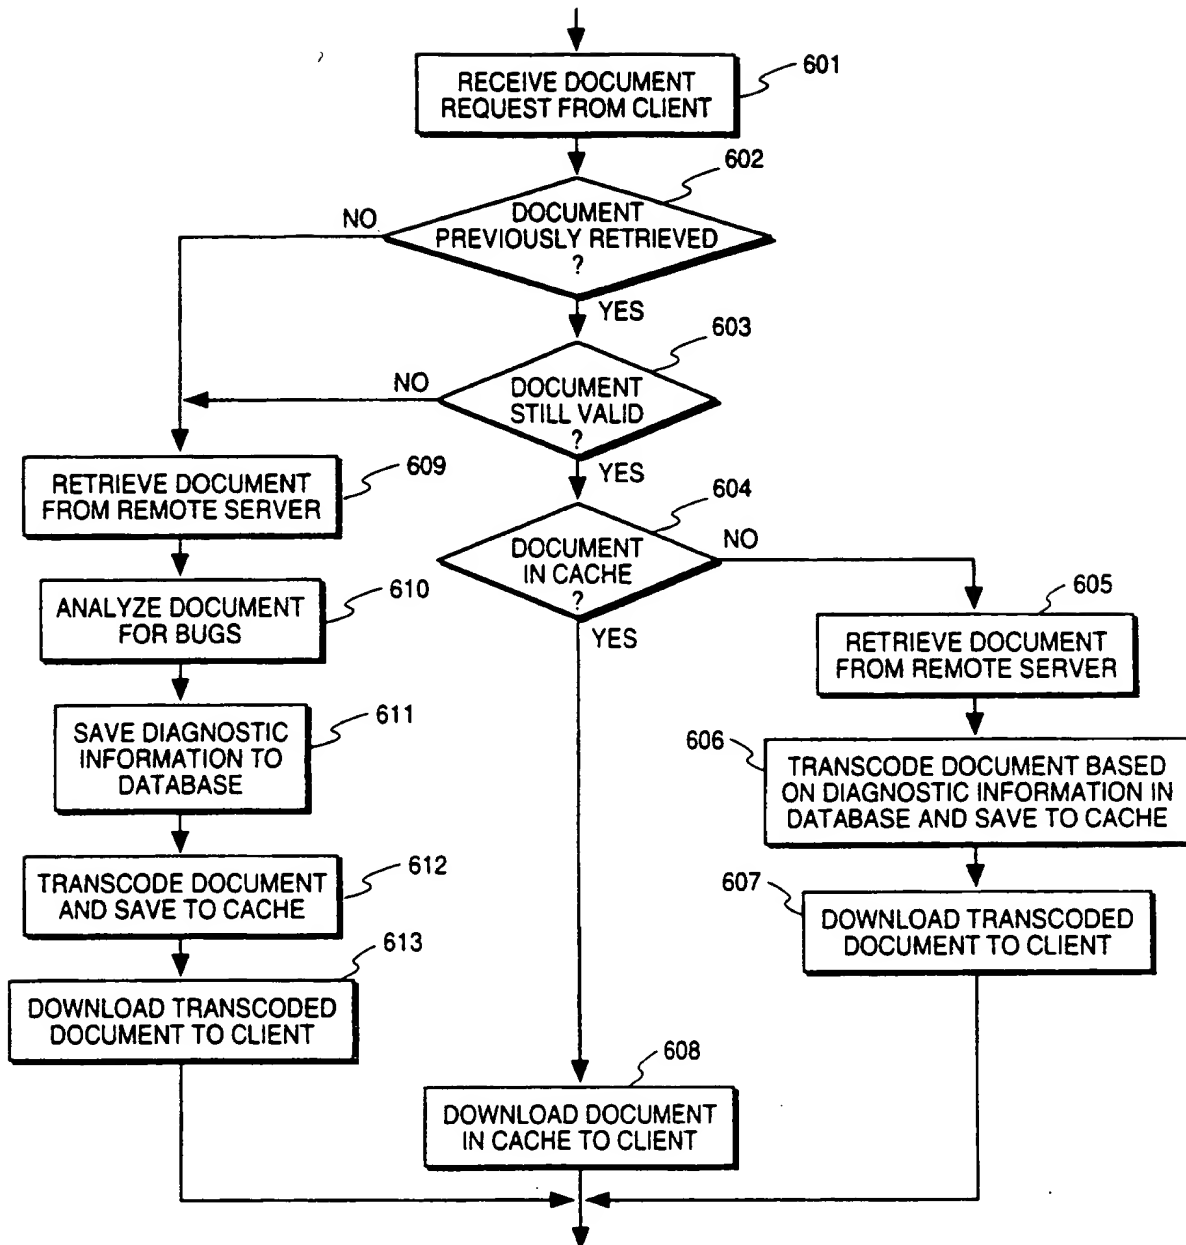 RECEIVE DOCUMENT
REQUEST FROM CLIENT
601
602
DOCUMENT
PREVIOUSLY RETRIEVED
?
NO
YES
603
DOCUMENT
STILL VALID
?
NO
YES
604
DOCUMENT
IN CACHE
?
NO
YES
609
RETRIEVE DOCUMENT
FROM REMOTE SERVER
610
ANALYZE DOCUMENT
FOR BUGS
611
SAVE DIAGNOSTIC
INFORMATION TO
DATABASE
612
TRANSCODE DOCUMENT
AND SAVE TO CACHE
613
DOWNLOAD TRANSCODED
DOCUMENT TO CLIENT
605
RETRIEVE DOCUMENT
FROM REMOTE SERVER
606
TRANSCODE DOCUMENT BASED
ON DIAGNOSTIC INFORMATION IN
DATABASE AND SAVE TO CACHE
607
DOWNLOAD TRANSCODED
DOCUMENT TO CLIENT
608
DOWNLOAD DOCUMENT
IN CACHE TO CLIENT